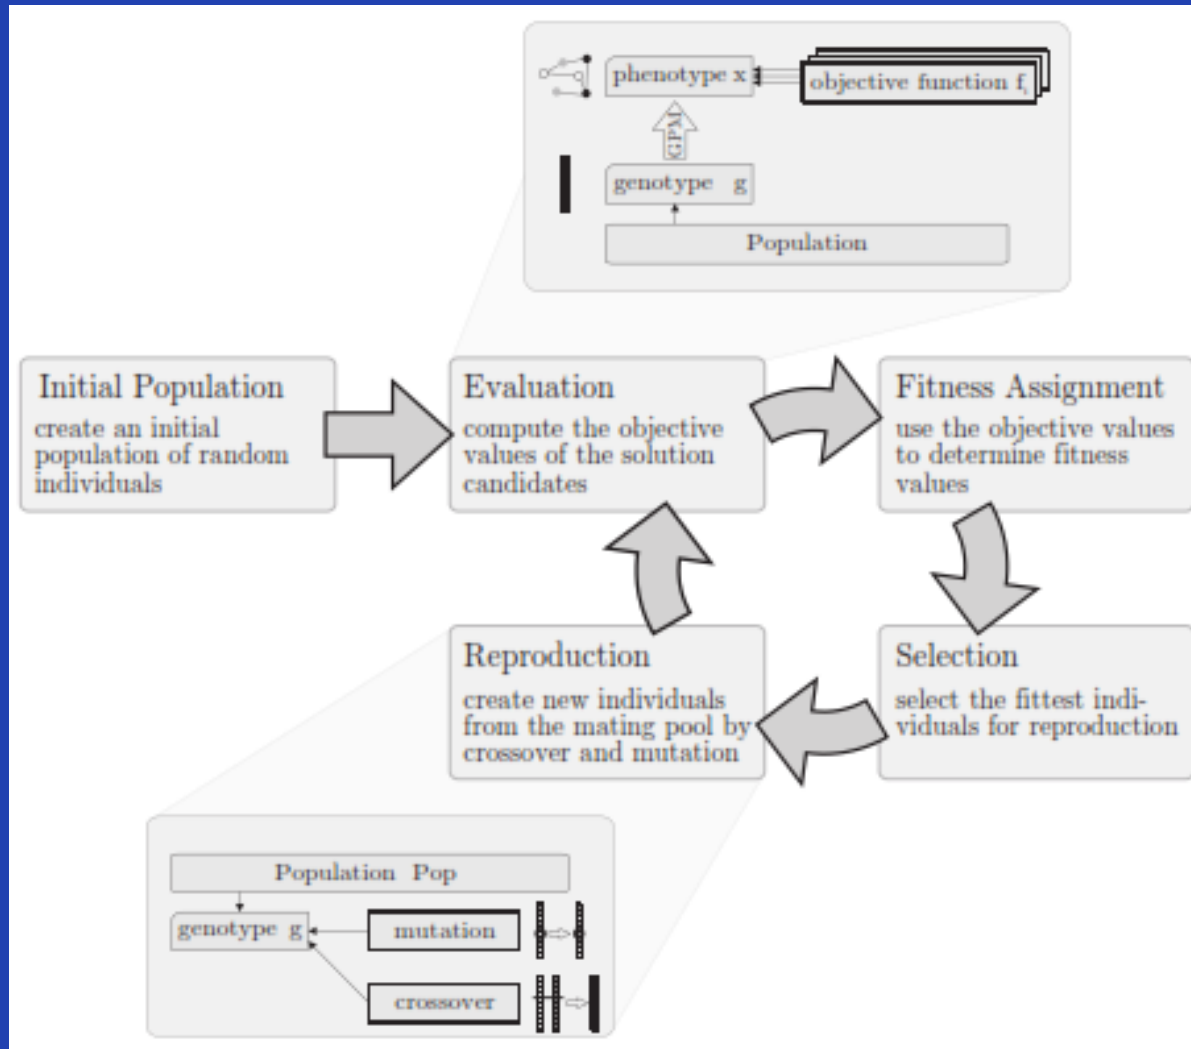 phenotype x
objective function fi
GPM
genotype g
Population
Initial Population
create an initial
population of random
individuals
Evaluation
compute the objective
values of the solution
candidates
Fitness Assignment
use the objective values
to determine fitness
values
Reproduction
create new individuals
from the mating pool by
crossover and mutation
Selection
select the fittest indi-
viduals for reproduction
Population Pop
genotype g
mutation
crossover